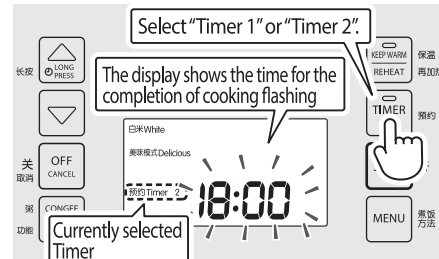 Select “Timer 1” or “Timer 2”.
The display shows the time for the
completion of cooking flashing
长按
LONG
PRESS
KEEP WARM
保温
REHEAT
TIMER
预约
白米White
美味模式Delicious
预约Timer 2
18:00
关
取消
OFF
CANCEL
粥
功能
CONGEE
Currently selected
Timer
MENU
煮饭
方法